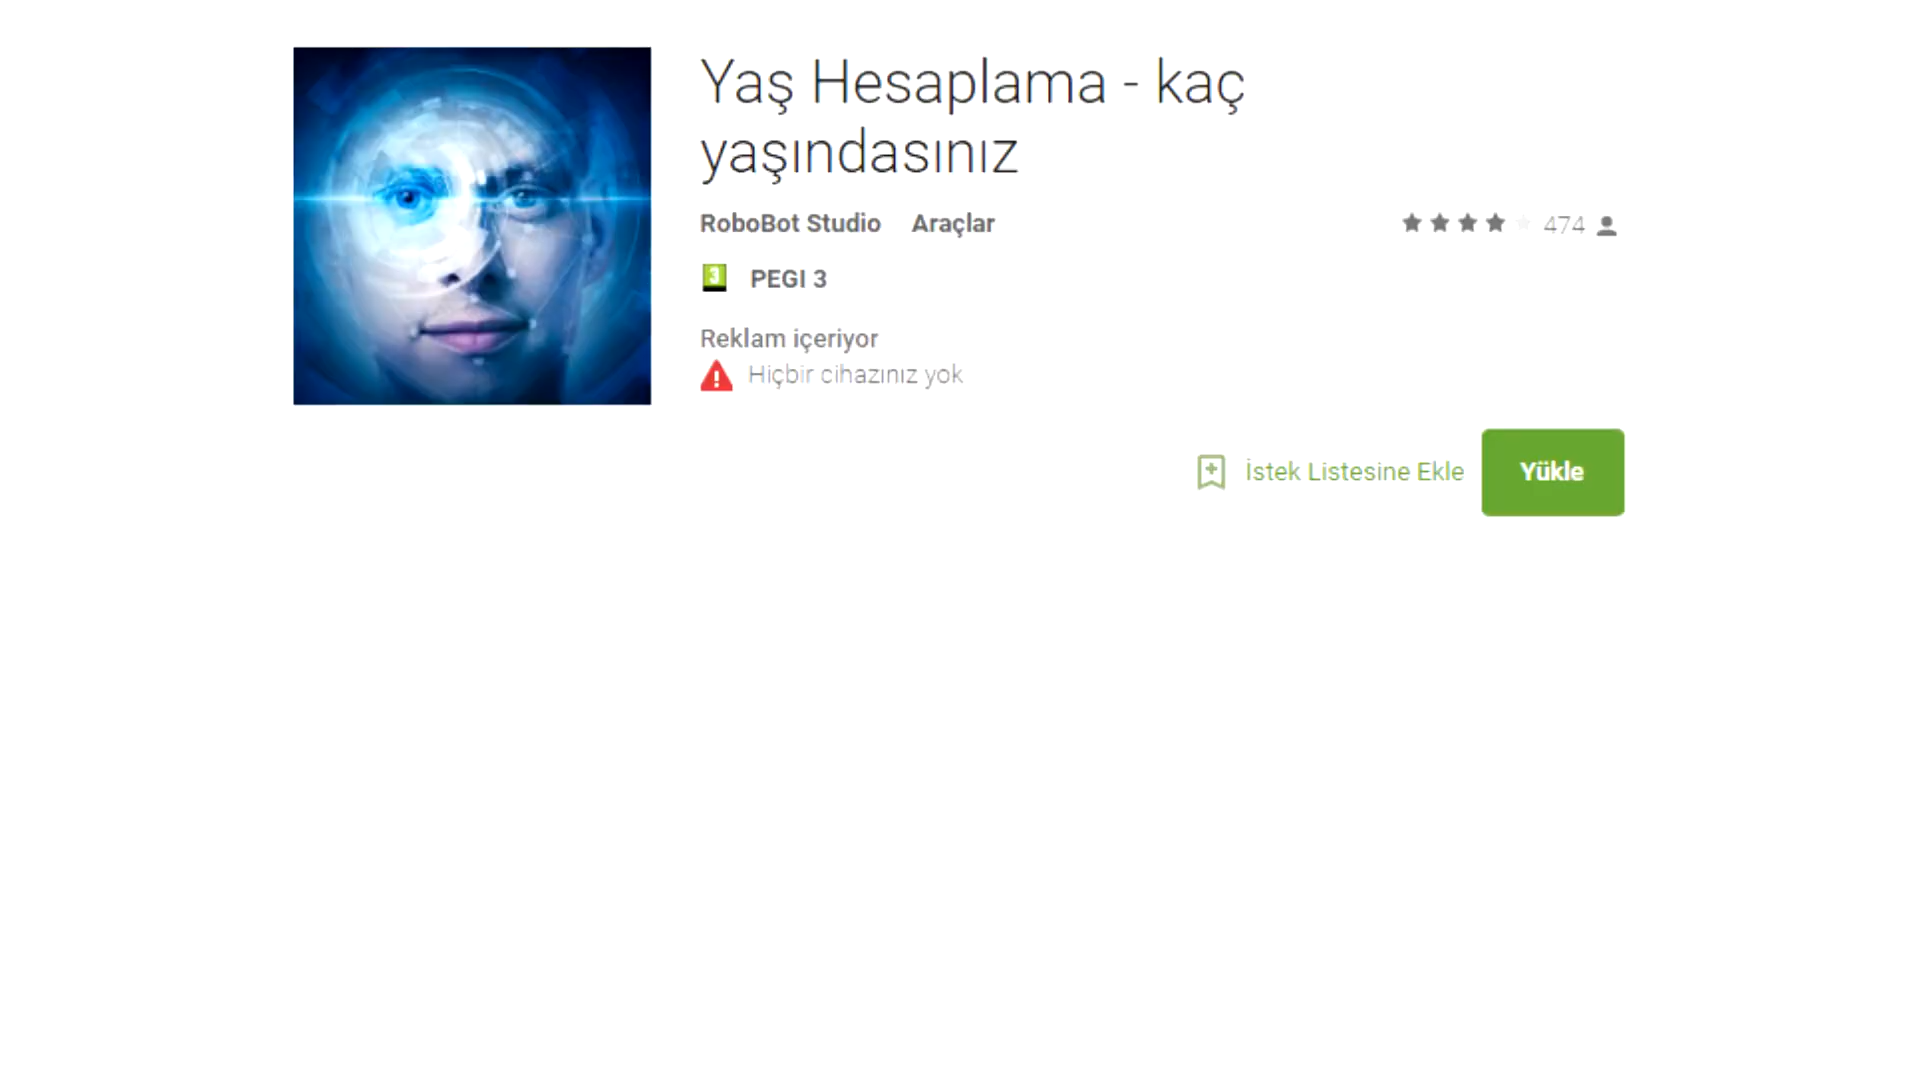 Yaş Hesaplama - kaç
yaşındasınız
RoboBot Studio Araçlar
474
3 PEGI 3
Reklam içeriyor
Hiçbir cihazınız yok
İstek Listesine Ekle
Yükle